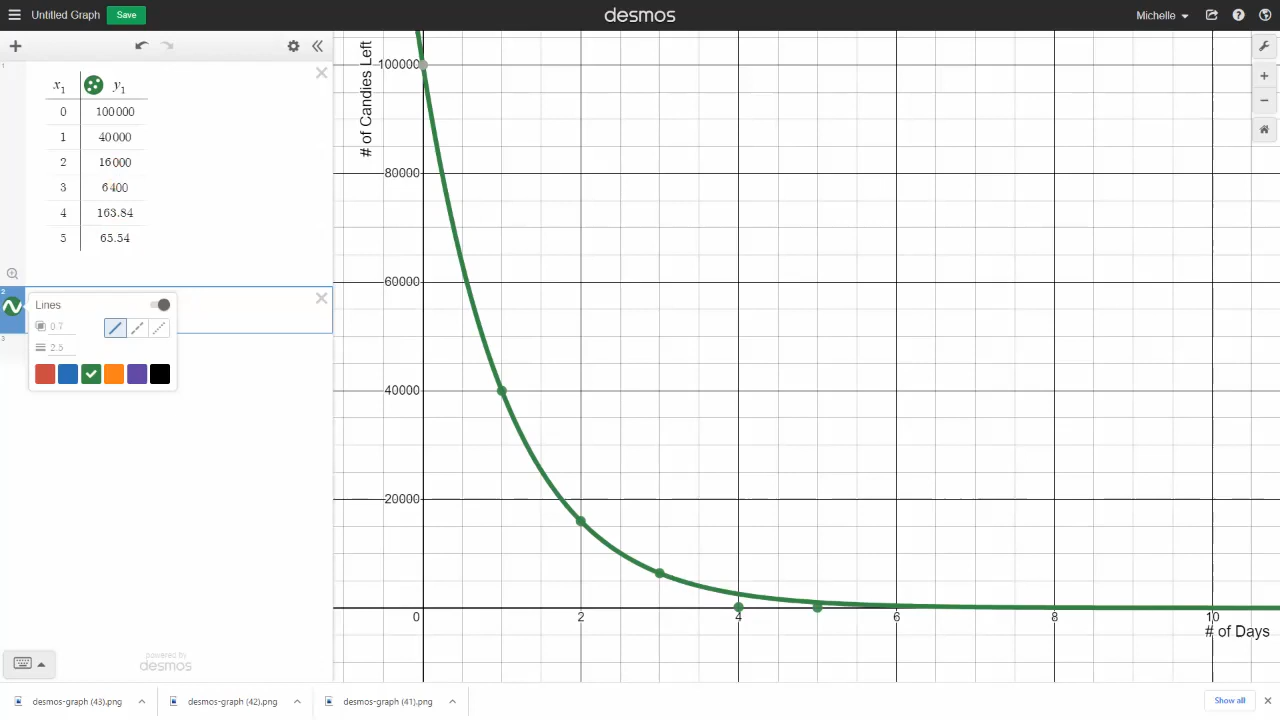 Untitled Graph Save desmos Michelle
1
x₁ y₁
0 100000
1 40000
2 16000
3 6400
4 163.84
5 65.54
2
Lines
0.7
2.5
3
# of Candies Left
100000
80000
60000
40000
20000
0 2 4 6 8 10
# of Days
powered by
desmos
desmos-graph (43).png desmos-graph (42).png desmos-graph (41).png Show all